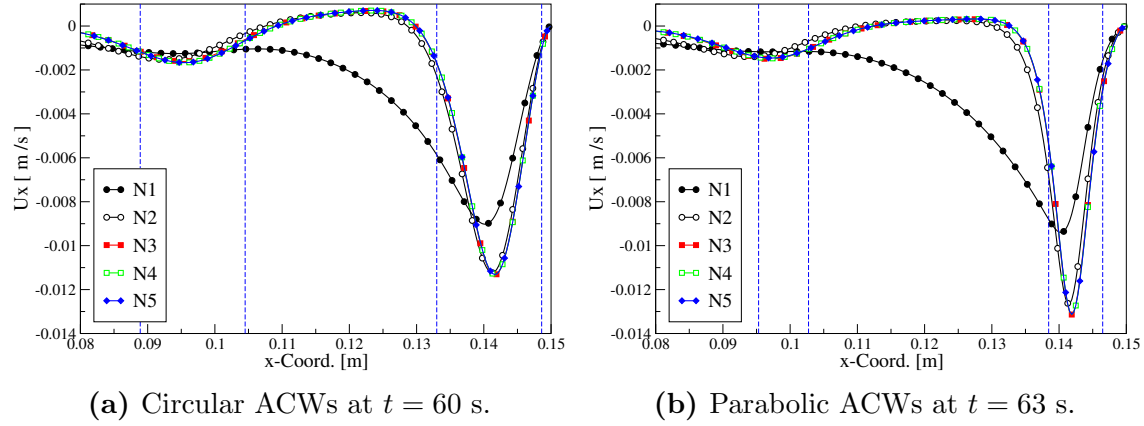 0
-0.002
-0.004
-0.006
-0.008
-0.01
-0.012
-0.014
Ux [ m /s ]
N1
N2
N3
N4
N5
0.08 0.09 0.1 0.11 0.12 0.13 0.14 0.15
x-Coord. [m]
(a) Circular ACWs at t = 60 s.
0
-0.002
-0.004
-0.006
-0.008
-0.01
-0.012
-0.014
Ux [ m /s ]
N1
N2
N3
N4
N5
0.08 0.09 0.1 0.11 0.12 0.13 0.14 0.15
x-Coord. [m]
(b) Parabolic ACWs at t = 63 s.